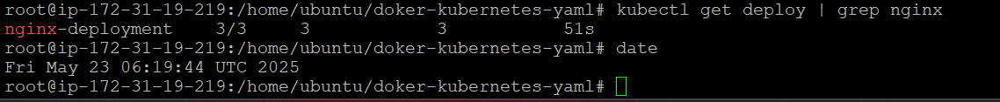 root@ip-172-31-19-219:/home/ubuntu/doker-kubernetes-yaml# kubectl get deploy | grep nginx
nginx-deployment    3/3     3            3           51s
root@ip-172-31-19-219:/home/ubuntu/doker-kubernetes-yaml# date
Fri May 23 06:19:44 UTC 2025
root@ip-172-31-19-219:/home/ubuntu/doker-kubernetes-yaml#